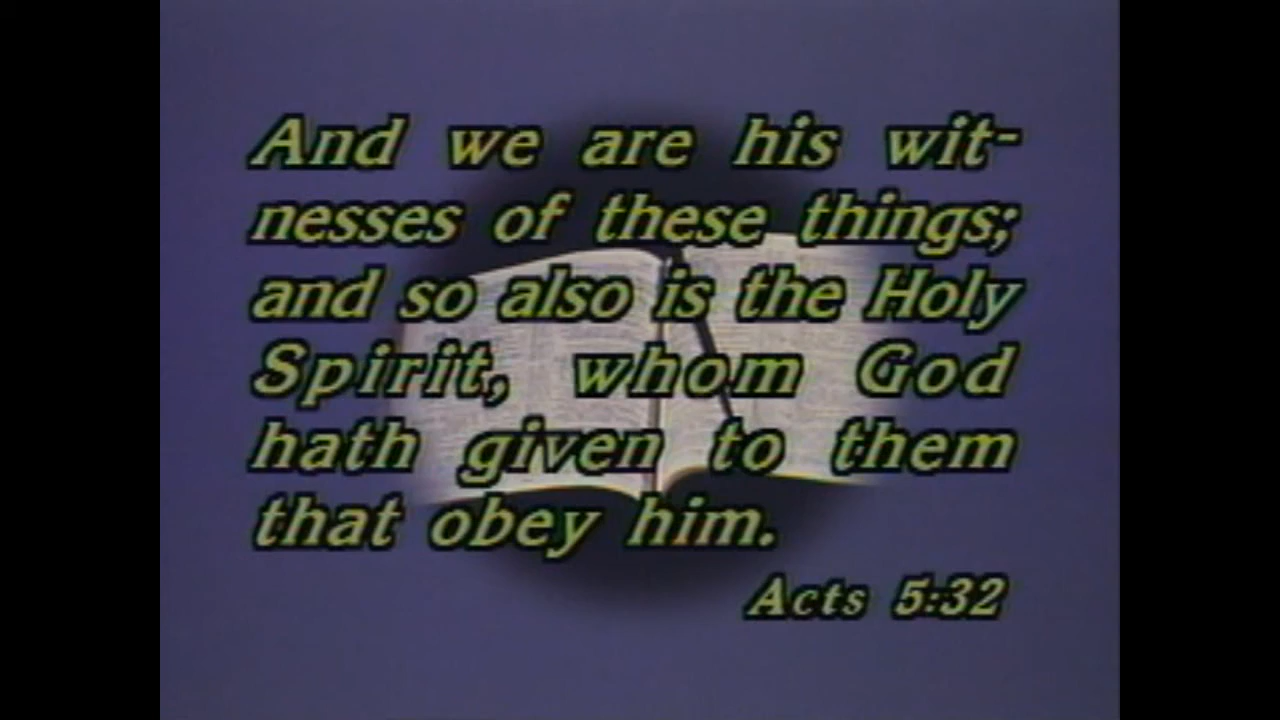 And we are his wit-
nesses of these things;
and so also is the Holy
Spirit, whom God
hath given to them
that obey him.
Acts 5:32